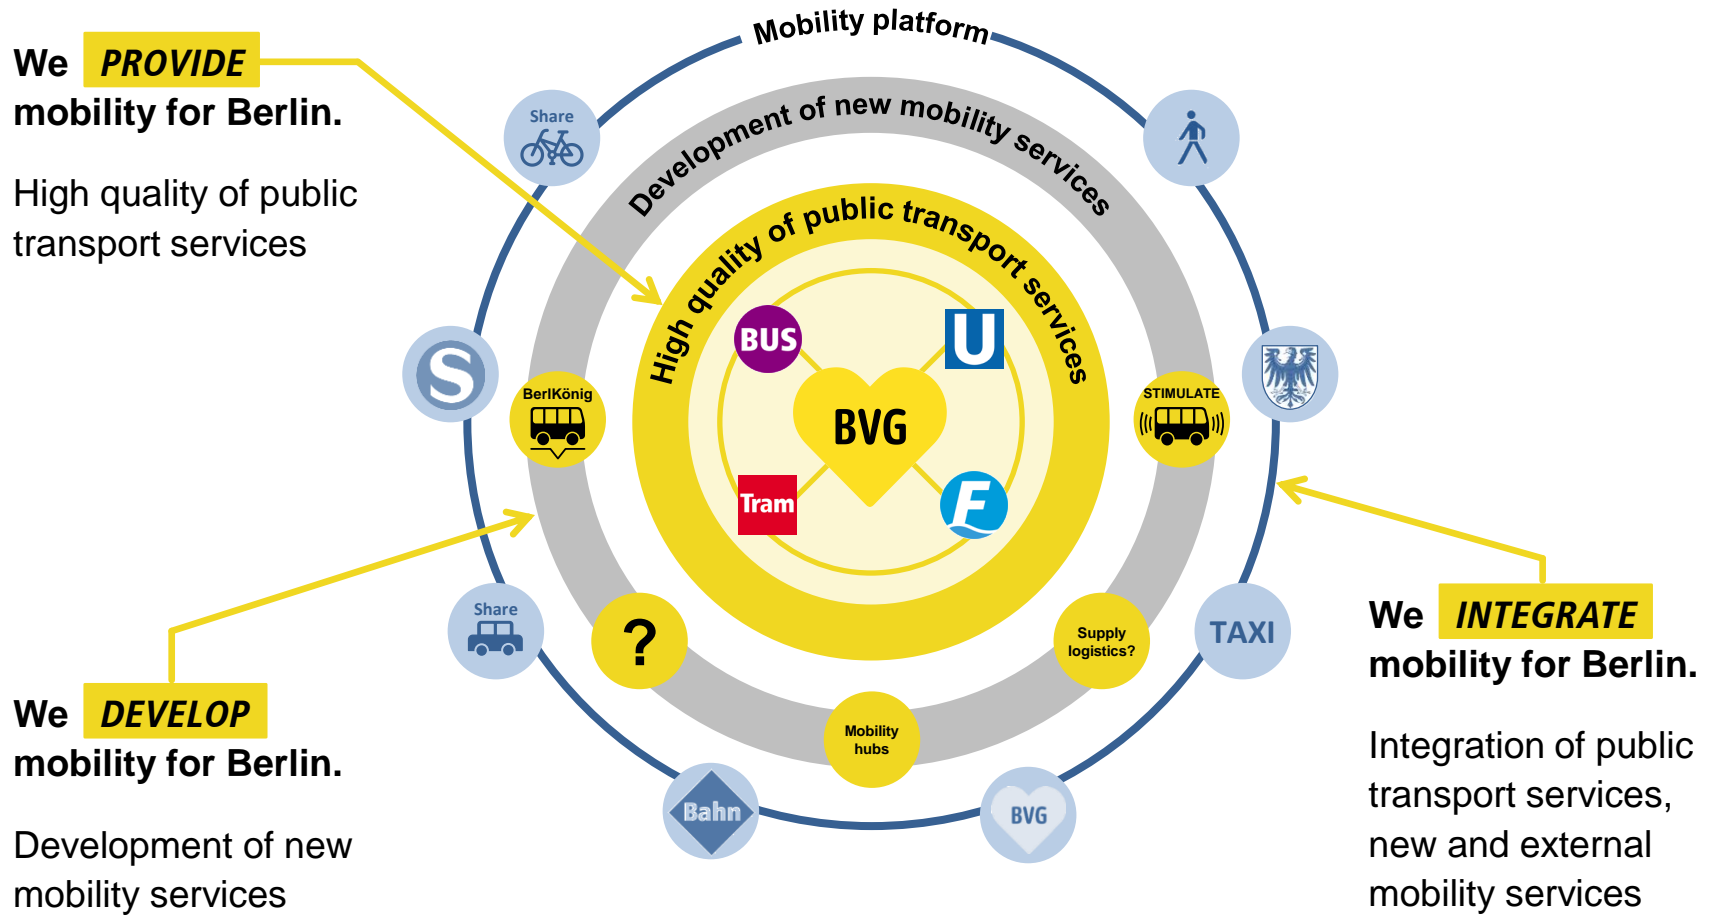 We PROVIDE
mobility for Berlin.
High quality of public
transport services
Mobility platform
Development of new mobility services
High quality of public transport services
Share
S
BerlKönig
BUS
U
BVG
Tram
F
STIMULATE
Share
?
Supply
logistics?
TAXI
Mobility
hubs
Bahn
BVG
We DEVELOP
mobility for Berlin.
Development of new
mobility services
We INTEGRATE
mobility for Berlin.
Integration of public
transport services,
new and external
mobility services